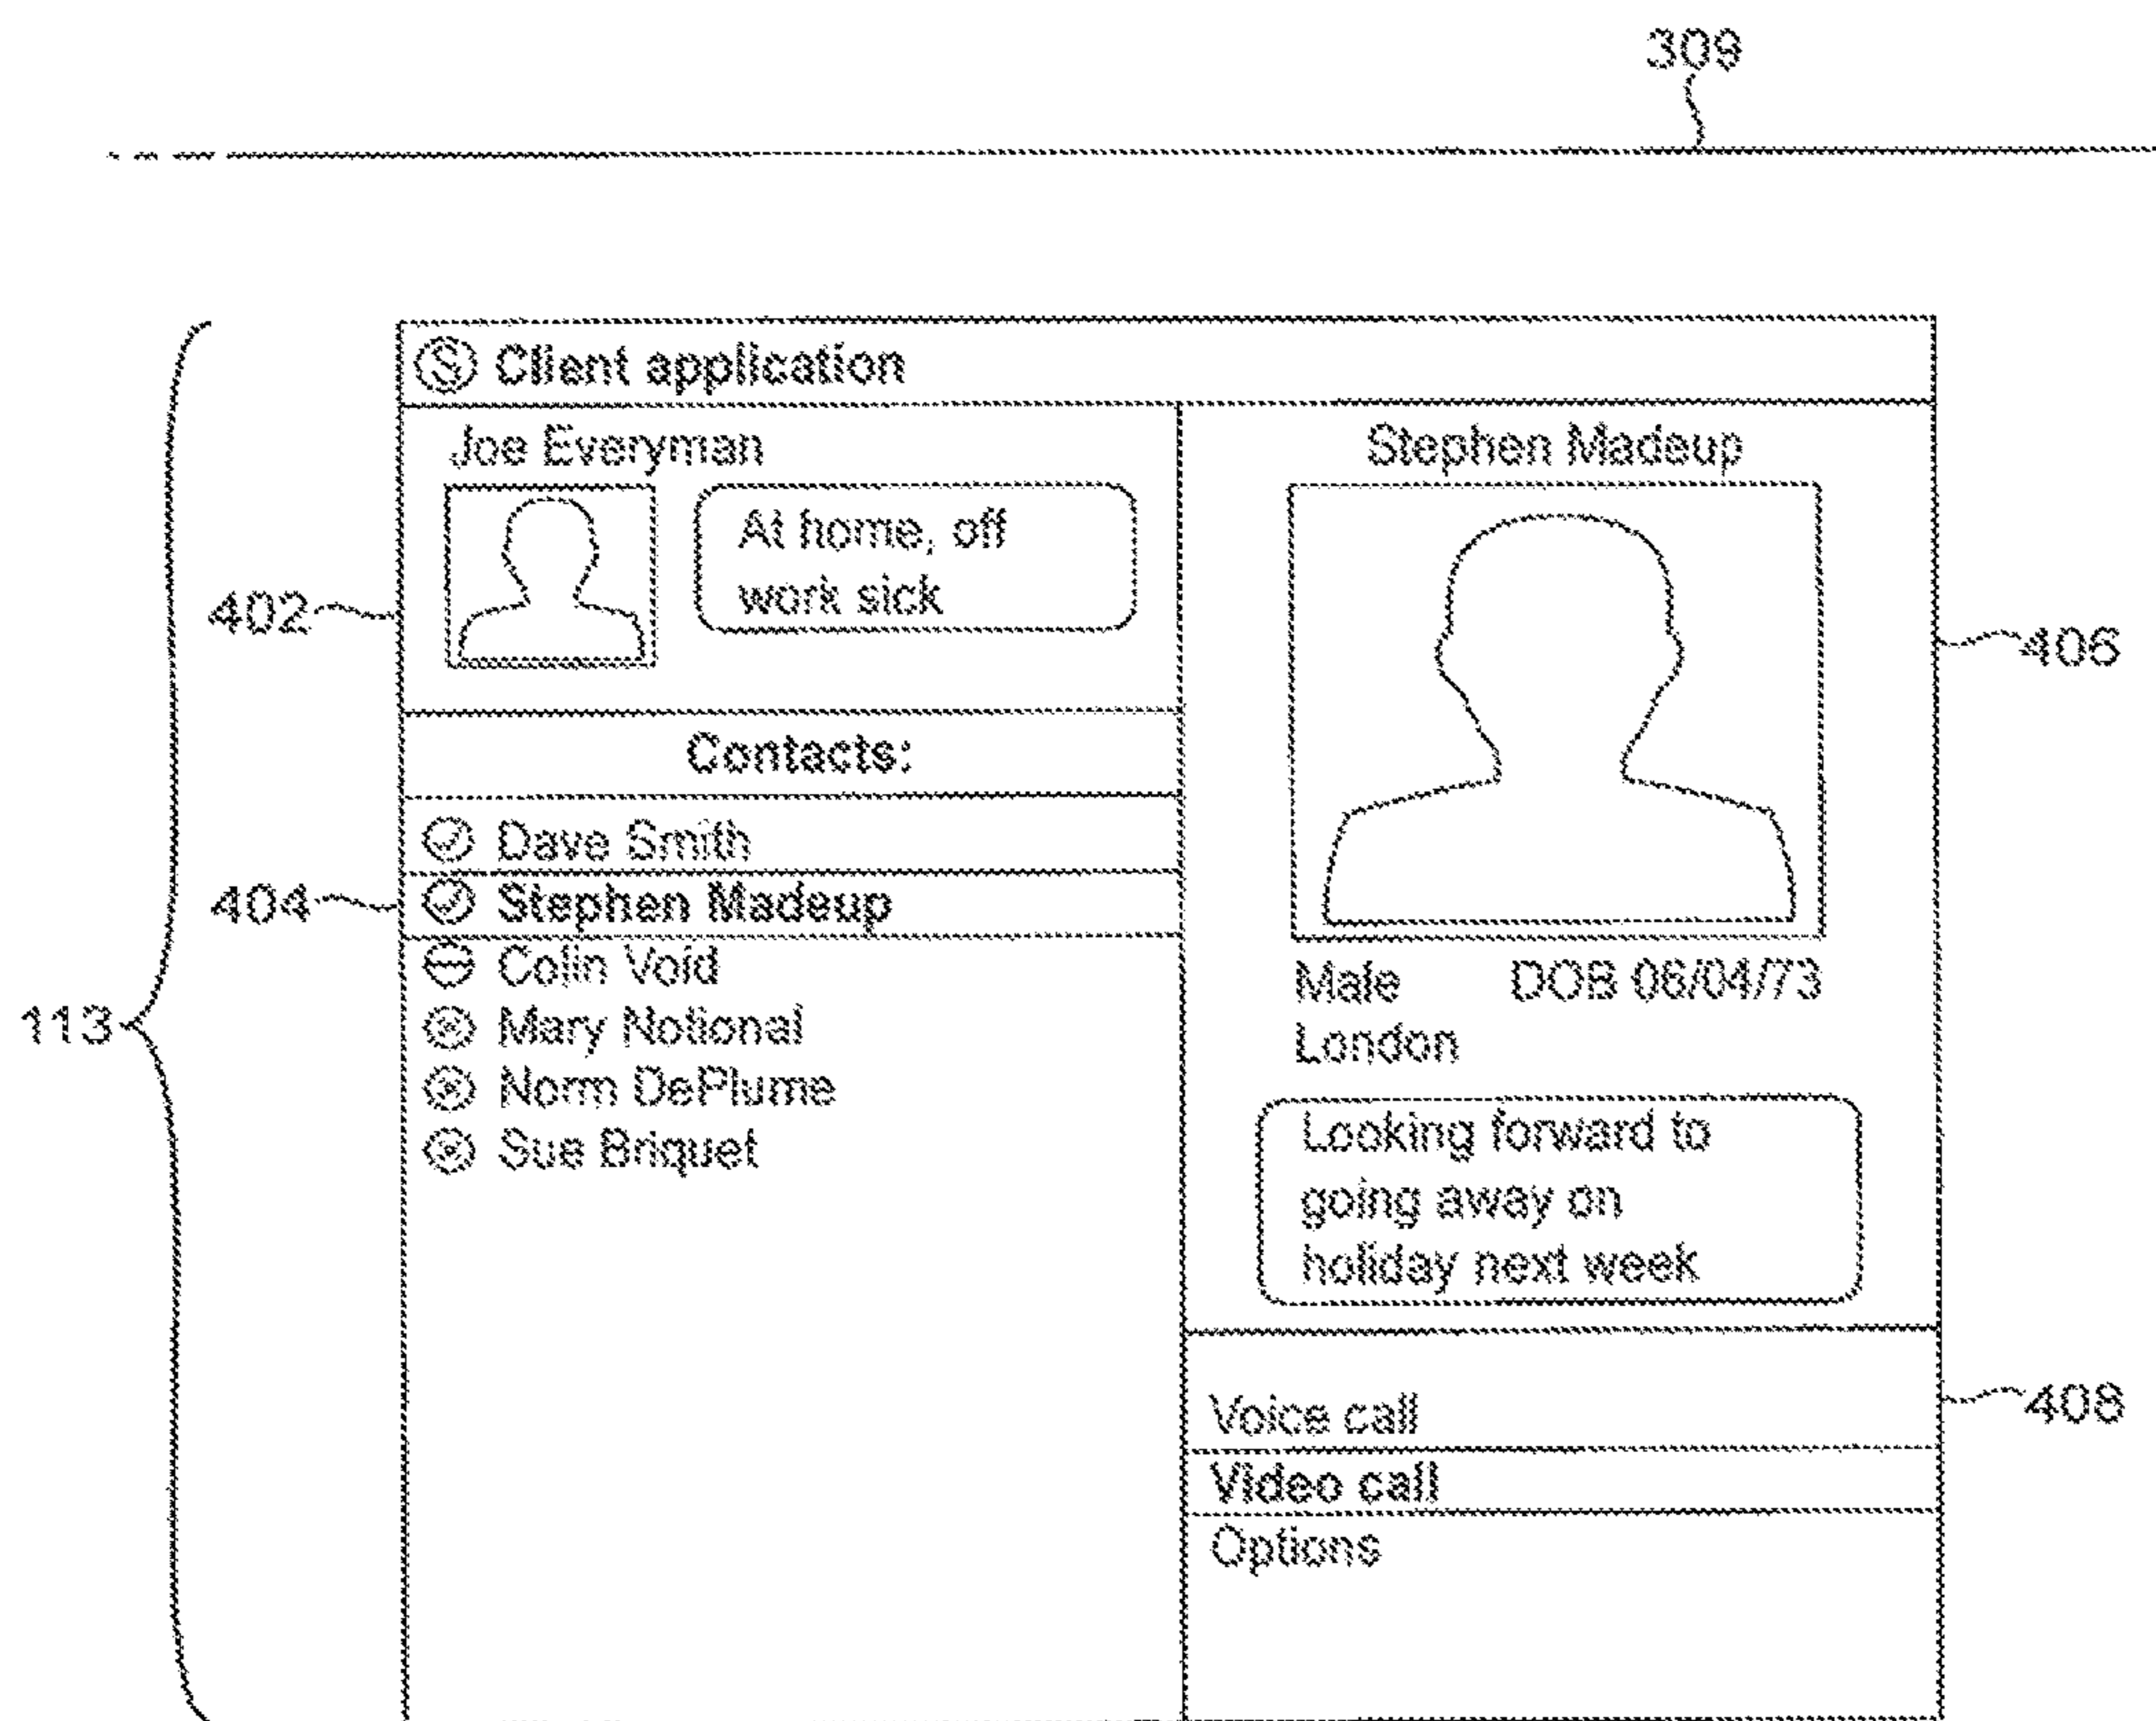 309
Client application
Joe Everyman
At home, off
work sick
402
Contacts:
Dave Smith
404
Stephen Madeup
Colin Void
Mary Notional
Norm DePlume
Sue Briquet
113
Stephen Madeup
406
Male DOB 06/04/73
London
Looking forward to
going away on
holiday next week
408
Voice call
Video call
Options